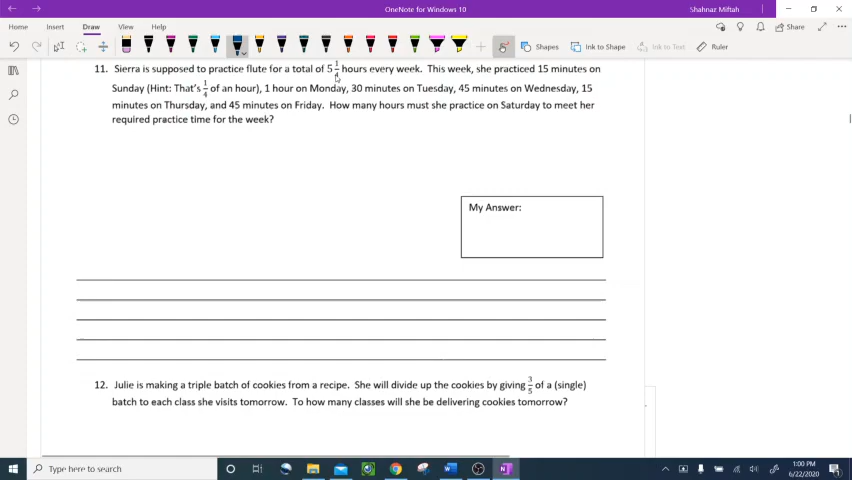 OneNote for Windows 10
Shahnaz Miftah
Home Insert Draw View Help
Share
Shapes Ink to Shape Ink to Text Ruler
11. Sierra is supposed to practice flute for a total of 5 1/4 hours every week. This week, she practiced 15 minutes on
Sunday (Hint: That's 1/4 of an hour), 1 hour on Monday, 30 minutes on Tuesday, 45 minutes on Wednesday, 15
minutes on Thursday, and 45 minutes on Friday. How many hours must she practice on Saturday to meet her
required practice time for the week?
My Answer:
12. Julie is making a triple batch of cookies from a recipe. She will divide up the cookies by giving 3/5 of a (single)
batch to each class she visits tomorrow. To how many classes will she be delivering cookies tomorrow?
Type here to search
1:00 PM
6/22/2020